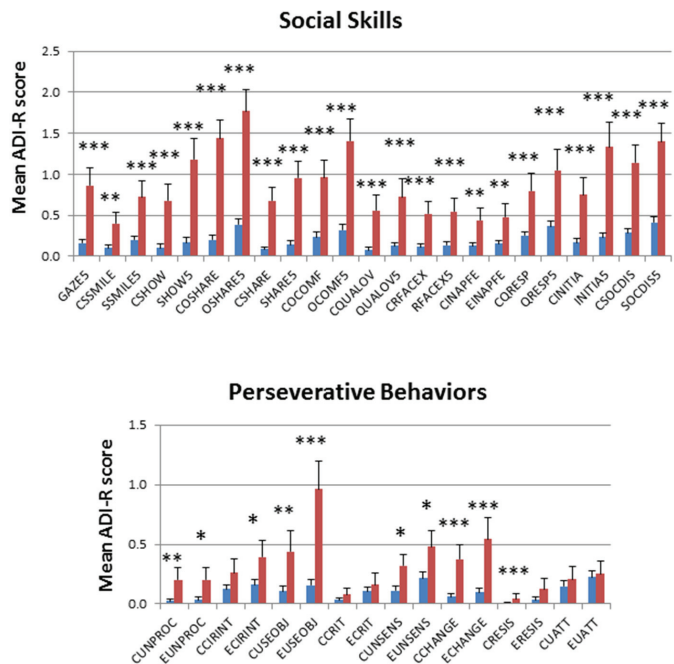 Social Skills
Mean ADI-R score
2.5
2.0
1.5
1.0
0.5
0.0
***
**
***
***
***
***
***
***
***
***
***
***
***
***
***
**
**
***
***
***
***
***
***
GAZE5
CSSMILE
SSMILE5
CSHOW
SHOW5
COSHARE
OSHARE5
CSHARE
SHARE5
COCOMF
OCOMF5
CQUALOV
QUALOV5
CRFACEX
RFACEX5
CINAPFE
EINAPFE
CQRESP
QRESP5
CINITIA
INITIA5
CSOCDIS
SOCDIS5
Perseverative Behaviors
Mean ADI-R score
1.5
1.0
0.5
0.0
**
*
*
**
***
*
*
***
***
***
CUNPROC
EUNPROC
CCIRINT
ECIRINT
CUSEOBJ
EUSEOBJ
CCRIT
ECRIT
CUNSENS
EUNSENS
CCHANGE
ECHANGE
CRESIS
ERESIS
CUATT
EUATT